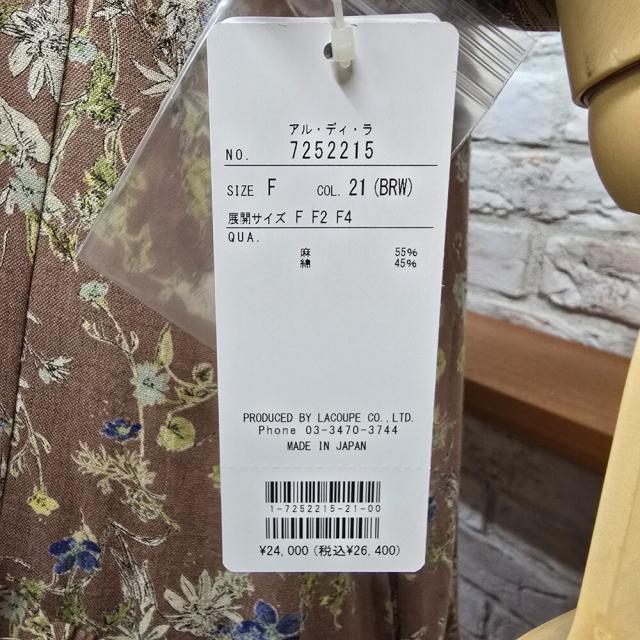 アル・ディ・ラ
NO. 7252215
SIZE F COL. 21 (BRW)
展開サイズ F F2 F4
QUA.
麻 55%
綿 45%
PRODUCED BY LACOUPE CO.,LTD.
Phone 03-3470-3744
MADE IN JAPAN
1-7252215-21-00
¥24,000(税込¥26,400)